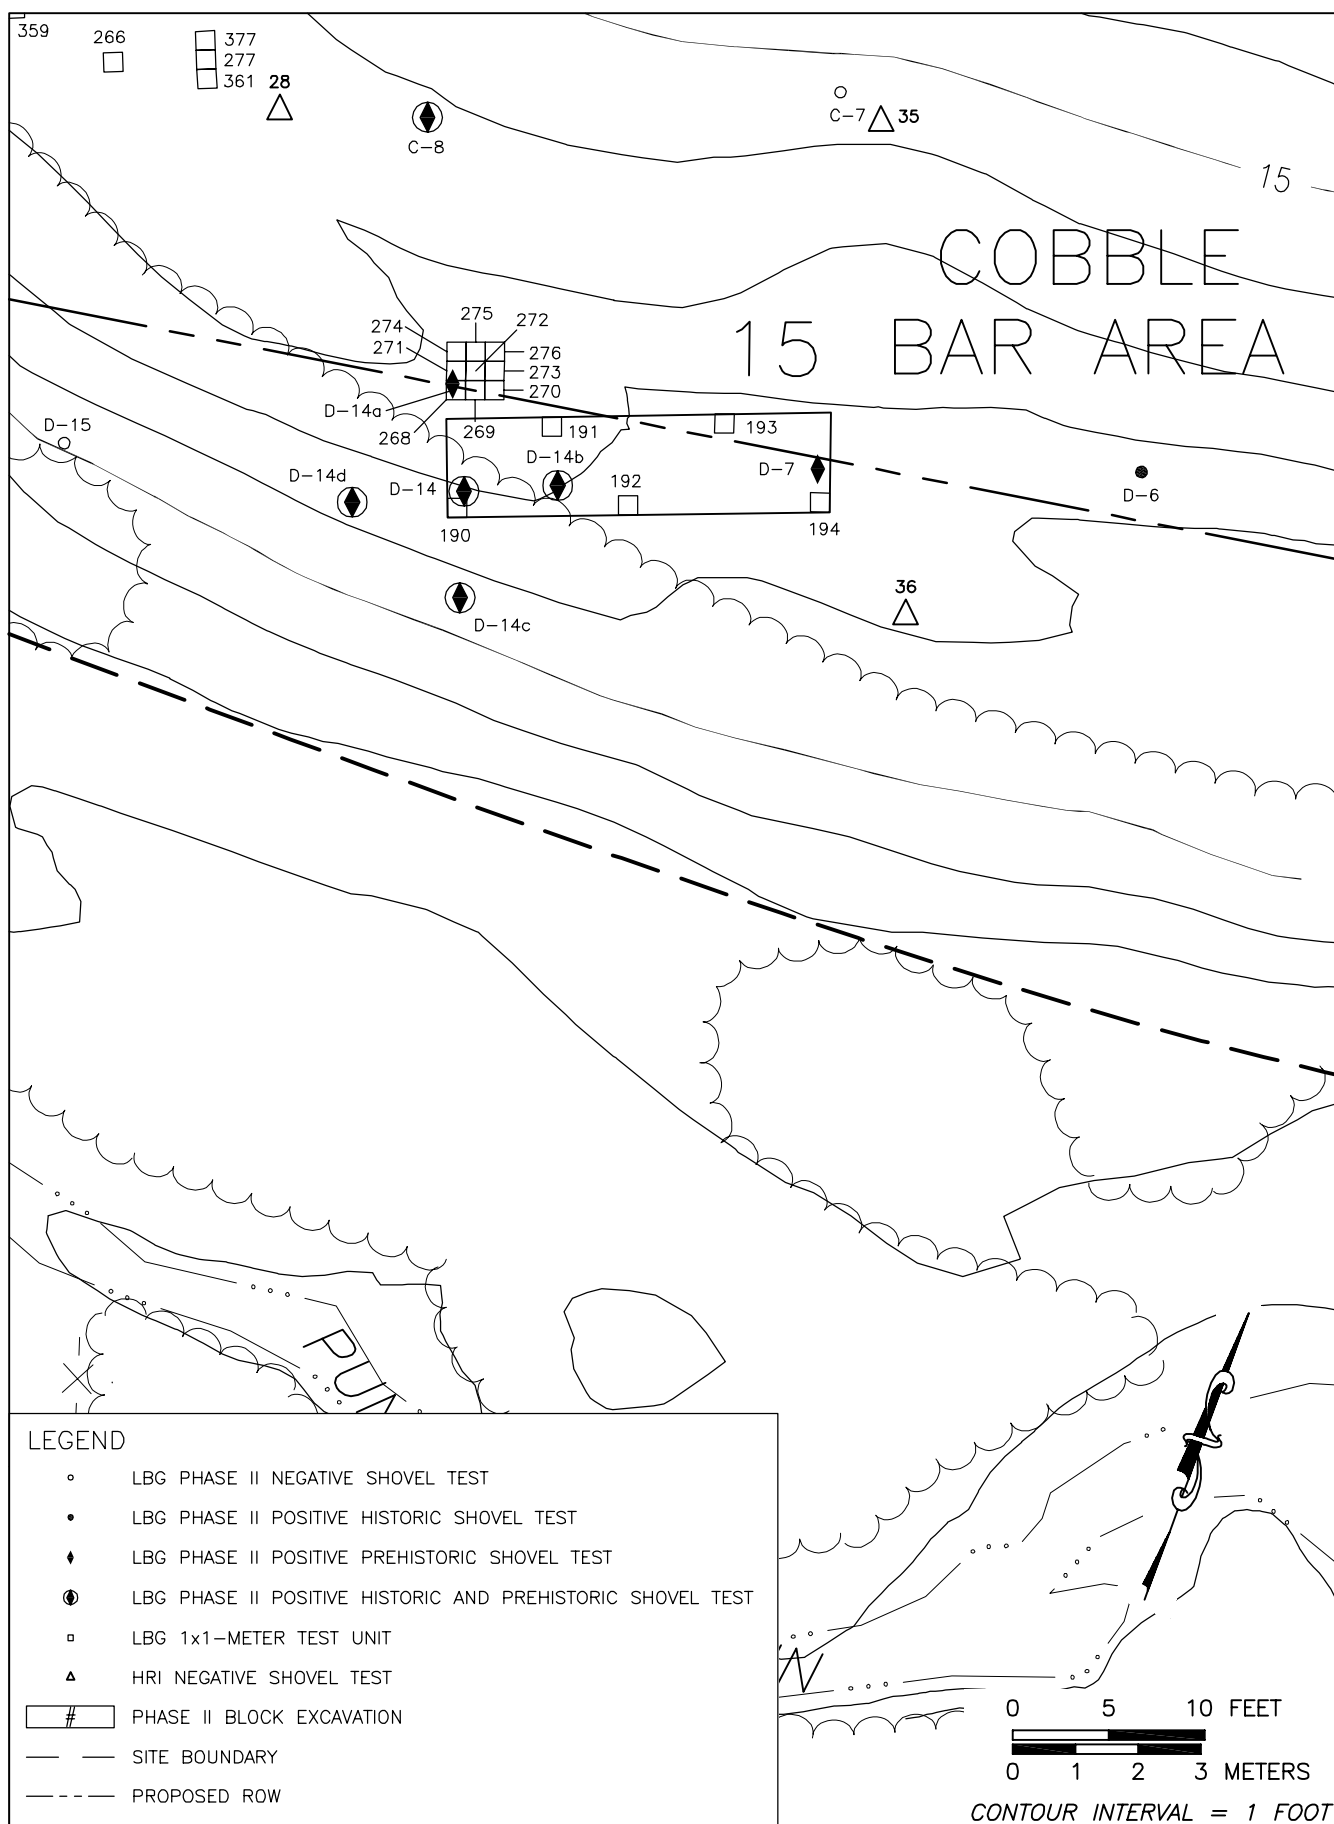 359
266
377
277
361
28
C-8
C-7
35
15
COBBLE
15 BAR AREA
275
274
272
271
276
273
270
D-14a
268
269
D-15
191
193
D-14b
D-14d
D-14
192
D-7
D-6
190
194
36
D-14c
LEGEND
LBG PHASE II NEGATIVE SHOVEL TEST
LBG PHASE II POSITIVE HISTORIC SHOVEL TEST
LBG PHASE II POSITIVE PREHISTORIC SHOVEL TEST
LBG PHASE II POSITIVE HISTORIC AND PREHISTORIC SHOVEL TEST
LBG 1x1-METER TEST UNIT
HRI NEGATIVE SHOVEL TEST
# PHASE II BLOCK EXCAVATION
SITE BOUNDARY
PROPOSED ROW
0 5 10 FEET
0 1 2 3 METERS
CONTOUR INTERVAL = 1 FOOT